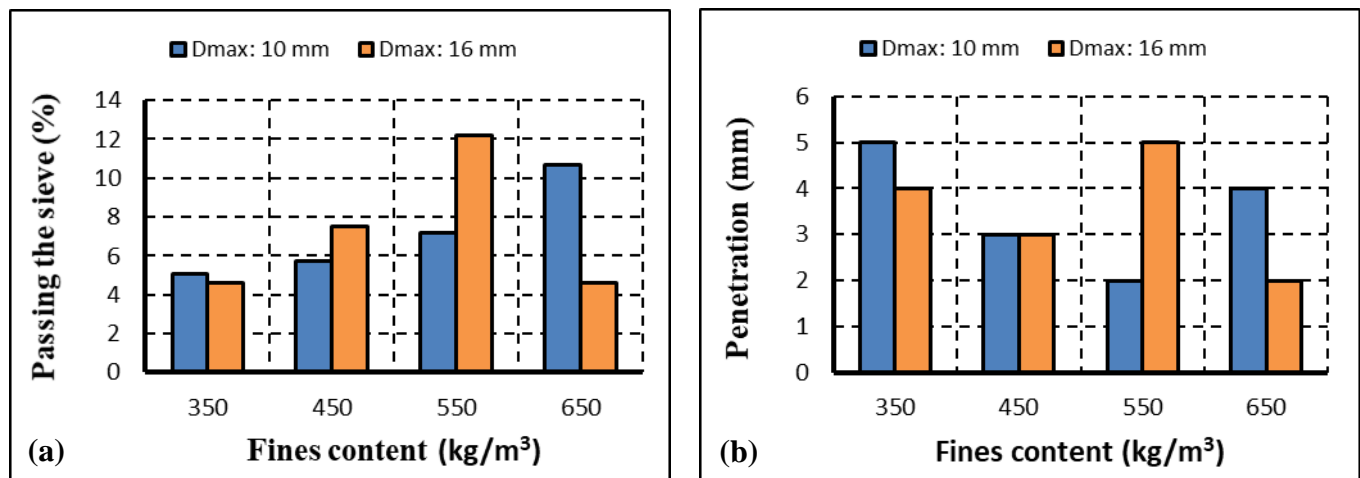 Dmax: 10 mm Dmax: 16 mm
Passing the sieve (%)
14
12
10
8
6
4
2
0
350 450 550 650
(a) Fines content (kg/m³)
Dmax: 10 mm Dmax: 16 mm
Penetration (mm)
6
5
4
3
2
1
0
350 450 550 650
(b) Fines content (kg/m³)